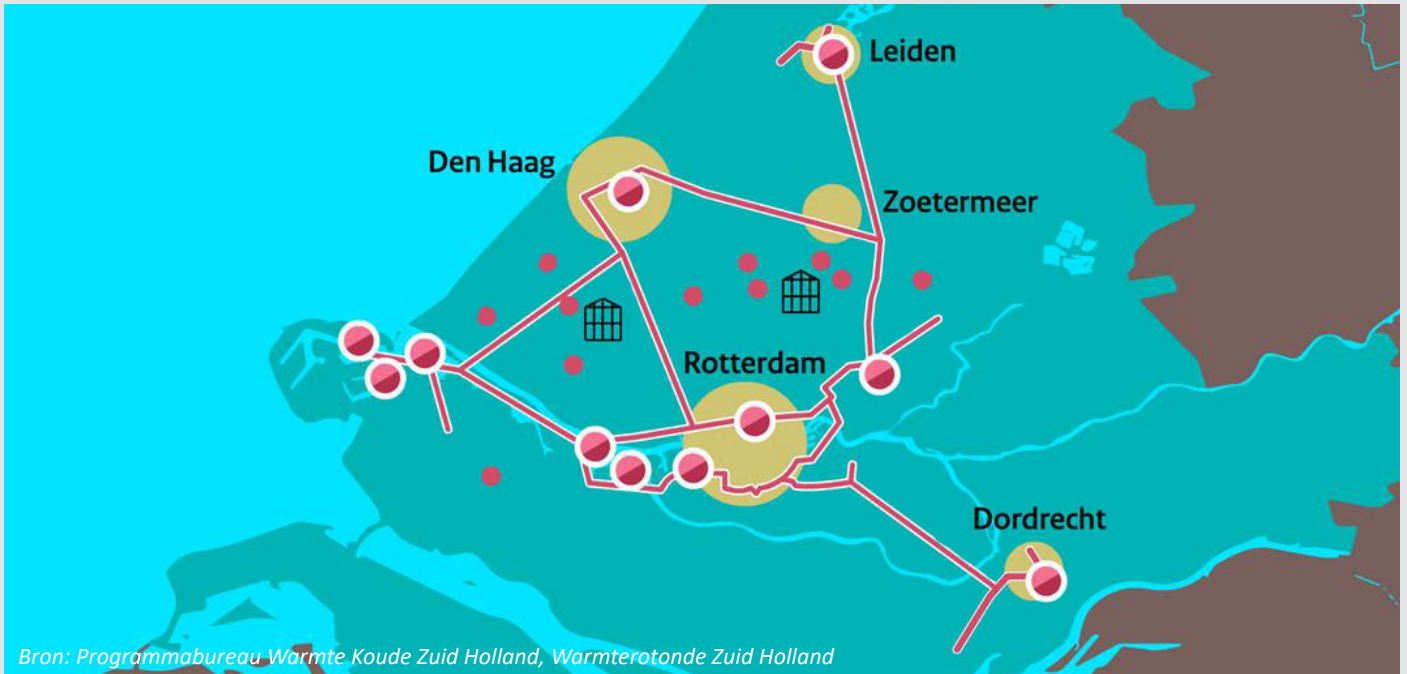 Leiden
Den Haag
Zoetermeer
Rotterdam
Dordrecht
Bron: Programmabureau Warmte Koude Zuid Holland, Warmterotonde Zuid Holland